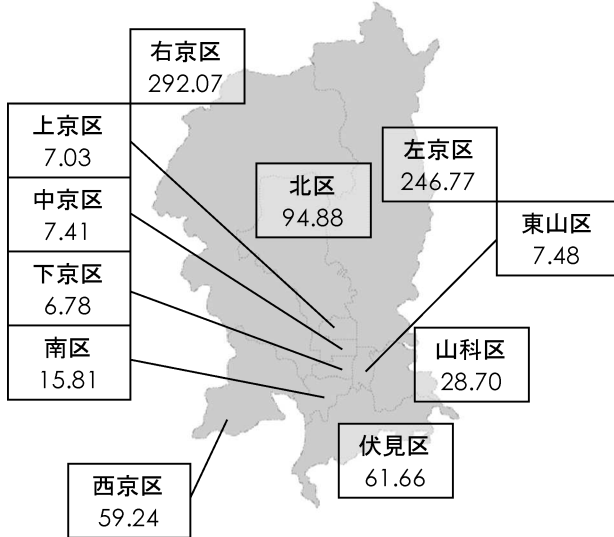 右京区
292.07
上京区
7.03
中京区
7.41
下京区
6.78
南区
15.81
北区
94.88
左京区
246.77
東山区
7.48
山科区
28.70
伏見区
61.66
西京区
59.24